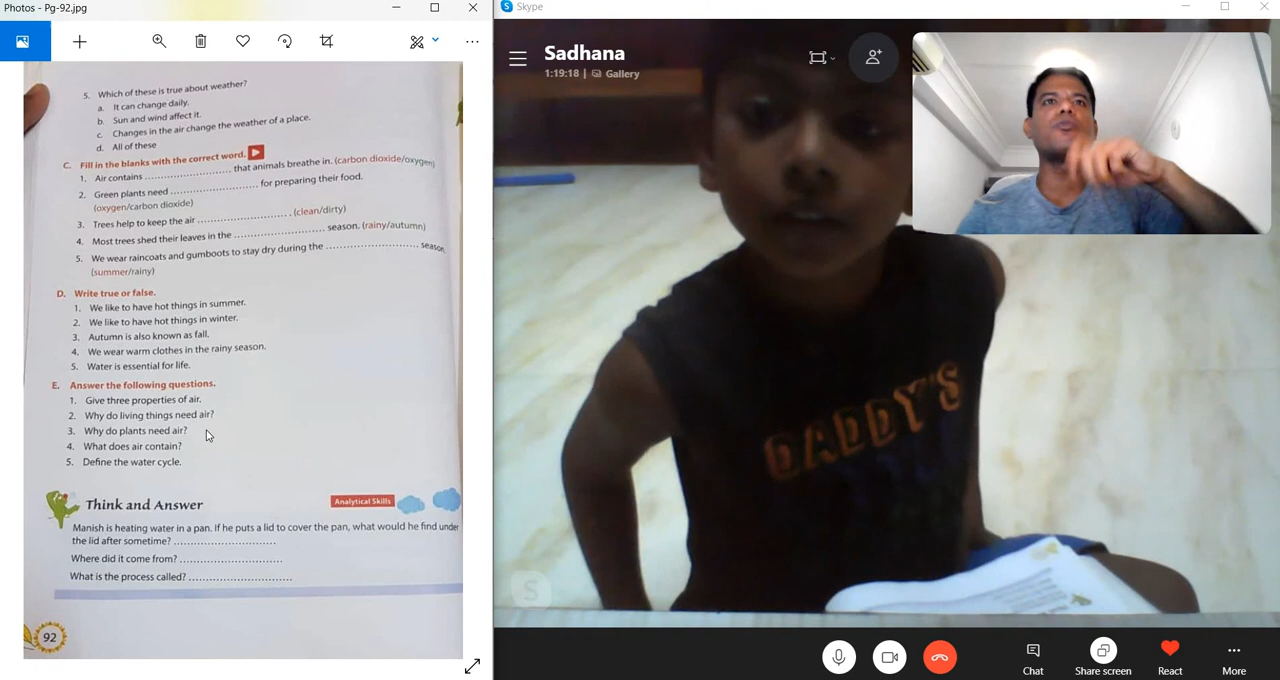 Photos - Pg-92.jpg
5. Which of these is true about weather?
a. It can change daily.
b. Sun and wind affect it.
c. Changes in the air change the weather of a place.
d. All of these
C. Fill in the blanks with the correct word.
1. Air contains ........................ that animals breathe in. (carbon dioxide/oxygen)
2. Green plants need ........................ for preparing their food.
(oxygen/carbon dioxide)
3. Trees help to keep the air ........................ . (clean/dirty)
4. Most trees shed their leaves in the ........................ season. (rainy/autumn)
5. We wear raincoats and gumboots to stay dry during the ........................ season.
(summer/rainy)
D. Write true or false.
1. We like to have hot things in summer.
2. We like to have hot things in winter.
3. Autumn is also known as fall.
4. We wear warm clothes in the rainy season.
5. Water is essential for life.
E. Answer the following questions.
1. Give three properties of air.
2. Why do living things need air?
3. Why do plants need air?
4. What does air contain?
5. Define the water cycle.
Think and Answer
Analytical Skills
Manish is heating water in a pan. If he puts a lid to cover the pan, what would he find under
the lid after sometime? ..........................
Where did it come from? ..........................
What is the process called? ..........................
92
Skype
Sadhana
1:19:18 | Gallery
DADDY'S
Chat
Share screen
React
More